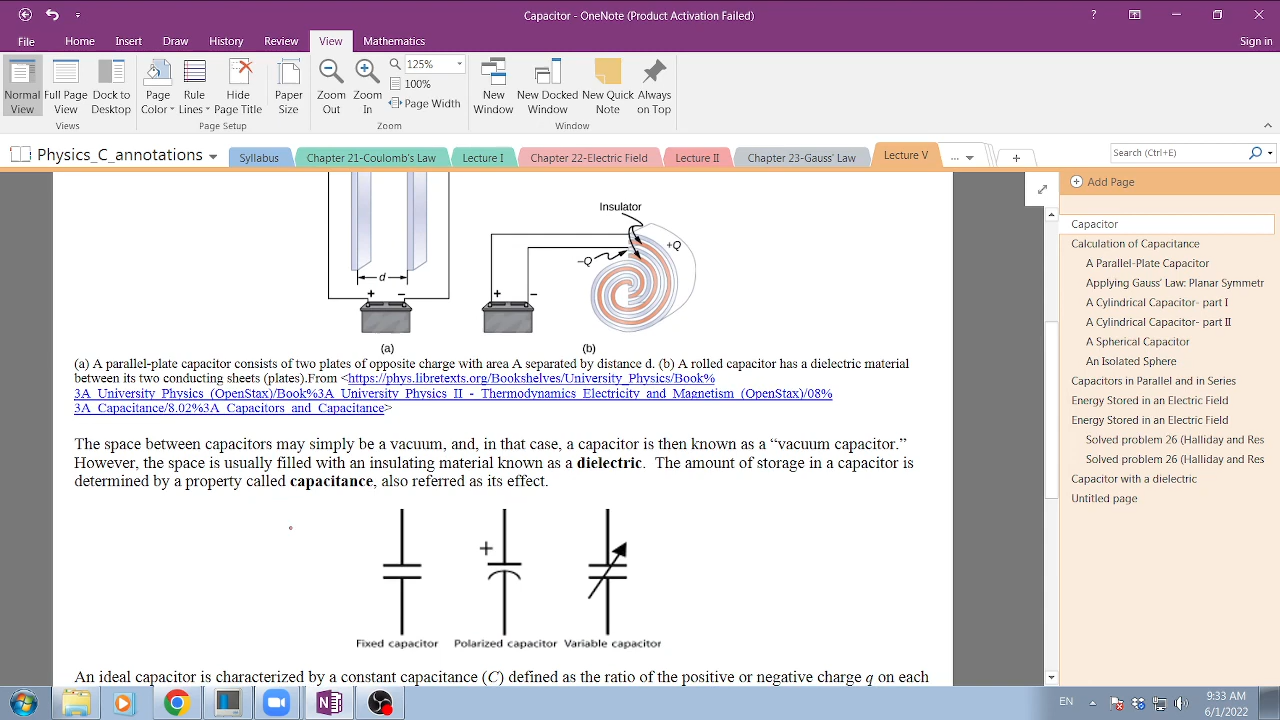 Capacitor - OneNote (Product Activation Failed)
?
File Home Insert Draw History Review View Mathematics Sign in
Normal View
Full Page View
Dock to Desktop
Page Color
Rule Lines
Hide Page Title
Paper Size
Zoom Out
Zoom In
125%
100%
Page Width
New Window
New Docked Window
New Quick Note
Always on Top
Views Page Setup Zoom Window
Physics_C_annotations Syllabus Chapter 21-Coulomb's Law Lecture I Chapter 22-Electric Field Lecture II Chapter 23-Gauss' Law Lecture V ... + Search (Ctrl+E)
Add Page
Capacitor
Calculation of Capacitance
A Parallel-Plate Capacitor
Applying Gauss' Law: Planar Symmetr
A Cylindrical Capacitor- part I
A Cylindrical Capacitor- part II
A Spherical Capacitor
An Isolated Sphere
Capacitors in Parallel and in Series
Energy Stored in an Electric Field
Energy Stored in an Electric Field
Solved problem 26 (Halliday and Res
Solved problem 26 (Halliday and Res
Capacitor with a dielectric
Untitled page
Insulator
+Q
–Q
d
+ –
+ –
(a) (b)
(a) A parallel-plate capacitor consists of two plates of opposite charge with area A separated by distance d. (b) A rolled capacitor has a dielectric material
between its two conducting sheets (plates).From <https://phys.libretexts.org/Bookshelves/University_Physics/Book%
3A_University_Physics_(OpenStax)/Book%3A_University_Physics_II_-_Thermodynamics_Electricity_and_Magnetism_(OpenStax)/08%
3A_Capacitance/8.02%3A_Capacitors_and_Capacitance>
The space between capacitors may simply be a vacuum, and, in that case, a capacitor is then known as a “vacuum capacitor.”
However, the space is usually filled with an insulating material known as a dielectric. The amount of storage in a capacitor is
determined by a property called capacitance, also referred as its effect.
+
Fixed capacitor Polarized capacitor Variable capacitor
An ideal capacitor is characterized by a constant capacitance (C) defined as the ratio of the positive or negative charge q on each
EN
9:33 AM
6/1/2022